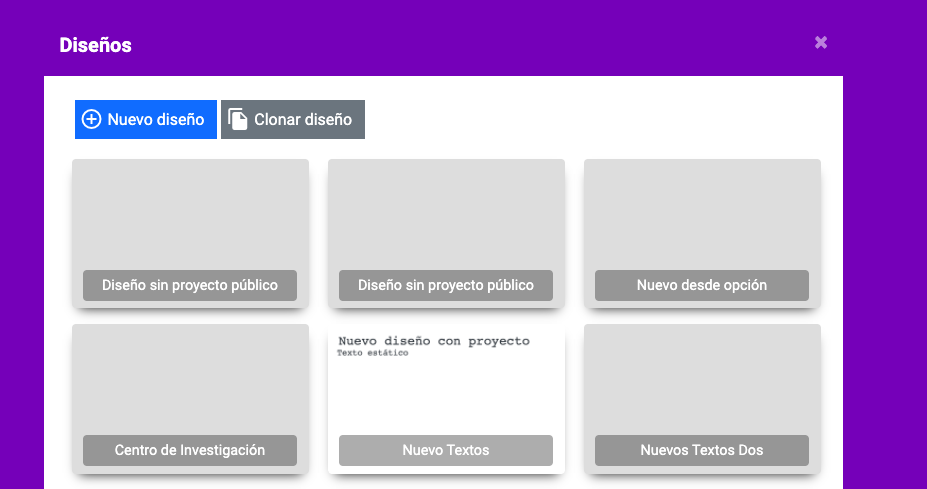 Diseños
Nuevo diseño
Clonar diseño
Diseño sin proyecto público
Diseño sin proyecto público
Nuevo desde opción
Nuevo diseño con proyecto
Texto estático
Centro de Investigación
Nuevo Textos
Nuevos Textos Dos